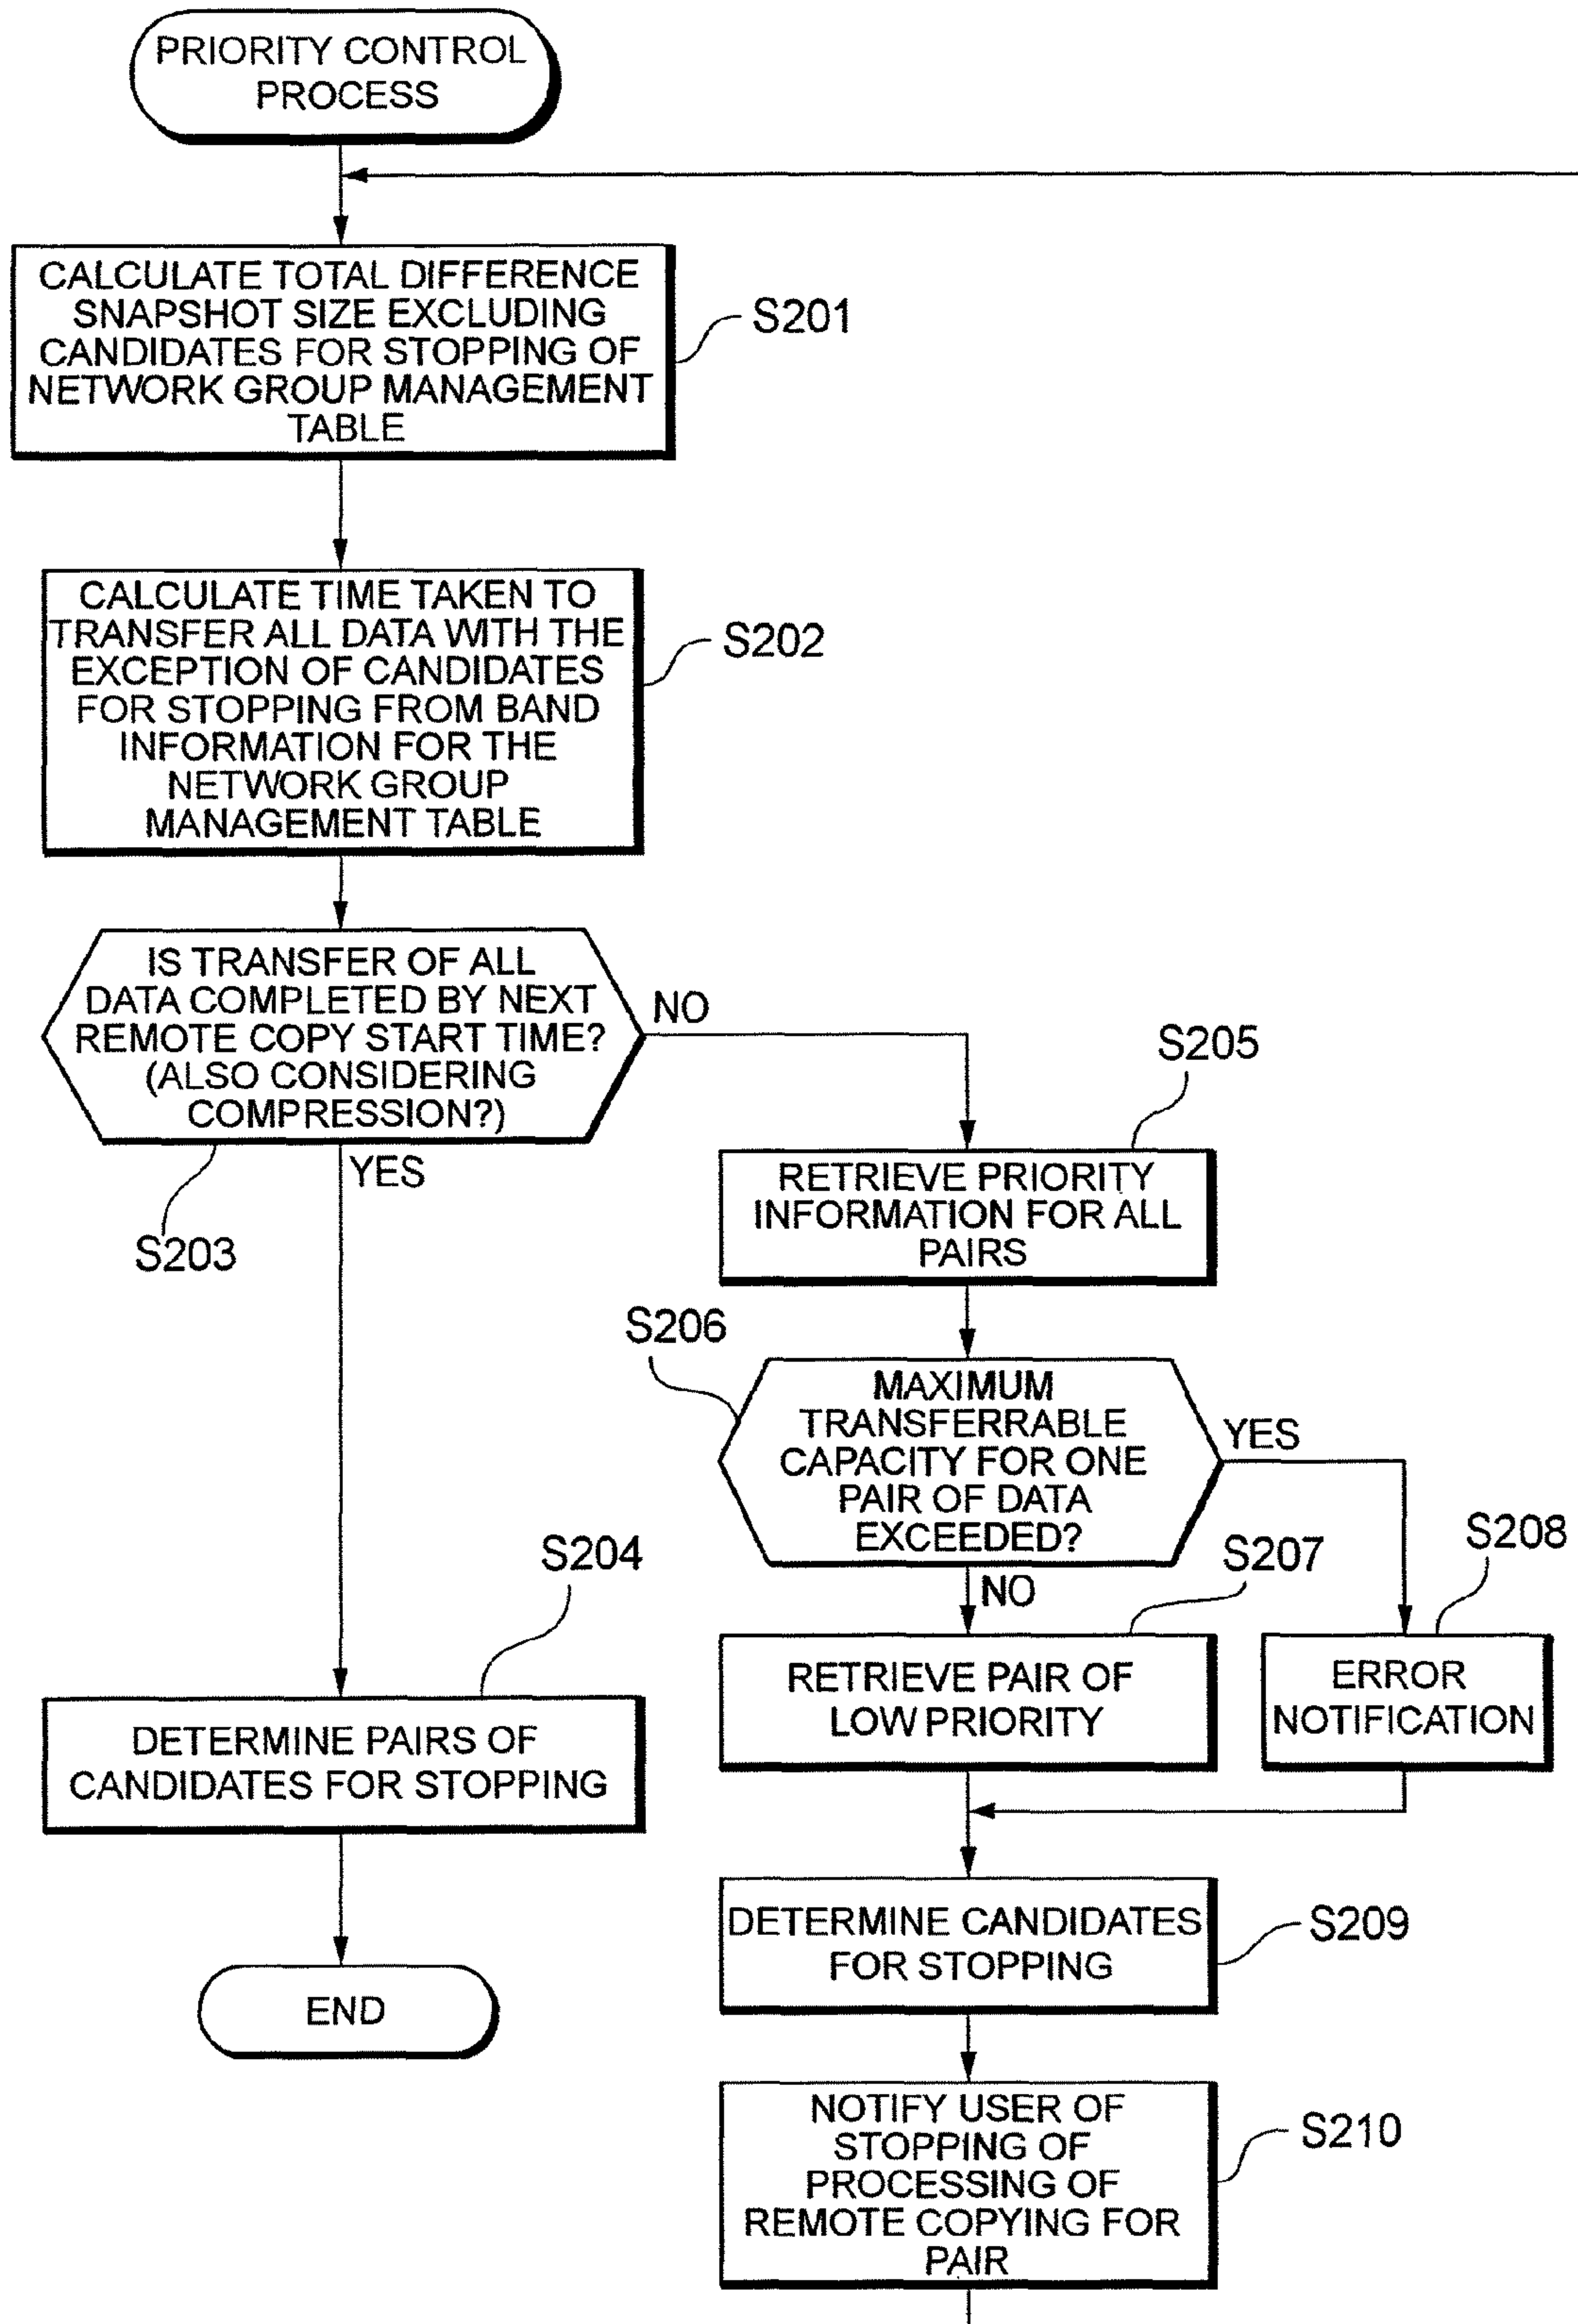 PRIORITY CONTROL
PROCESS
CALCULATE TOTAL DIFFERENCE
SNAPSHOT SIZE EXCLUDING
CANDIDATES FOR STOPPING OF
NETWORK GROUP MANAGEMENT
TABLE
S201
CALCULATE TIME TAKEN TO
TRANSFER ALL DATA WITH THE
EXCEPTION OF CANDIDATES
FOR STOPPING FROM BAND
INFORMATION FOR THE
NETWORK GROUP
MANAGEMENT TABLE
S202
IS TRANSFER OF ALL
DATA COMPLETED BY NEXT
REMOTE COPY START TIME?
(ALSO CONSIDERING
COMPRESSION?)
NO
YES
S203
S205
RETRIEVE PRIORITY
INFORMATION FOR ALL
PAIRS
S206
MAXIMUM
TRANSFERRABLE
CAPACITY FOR ONE
PAIR OF DATA
EXCEEDED?
YES
NO
S204
DETERMINE PAIRS OF
CANDIDATES FOR STOPPING
END
S207
RETRIEVE PAIR OF
LOW PRIORITY
S208
ERROR
NOTIFICATION
DETERMINE CANDIDATES
FOR STOPPING
S209
NOTIFY USER OF
STOPPING OF
PROCESSING OF
REMOTE COPYING FOR
PAIR
S210